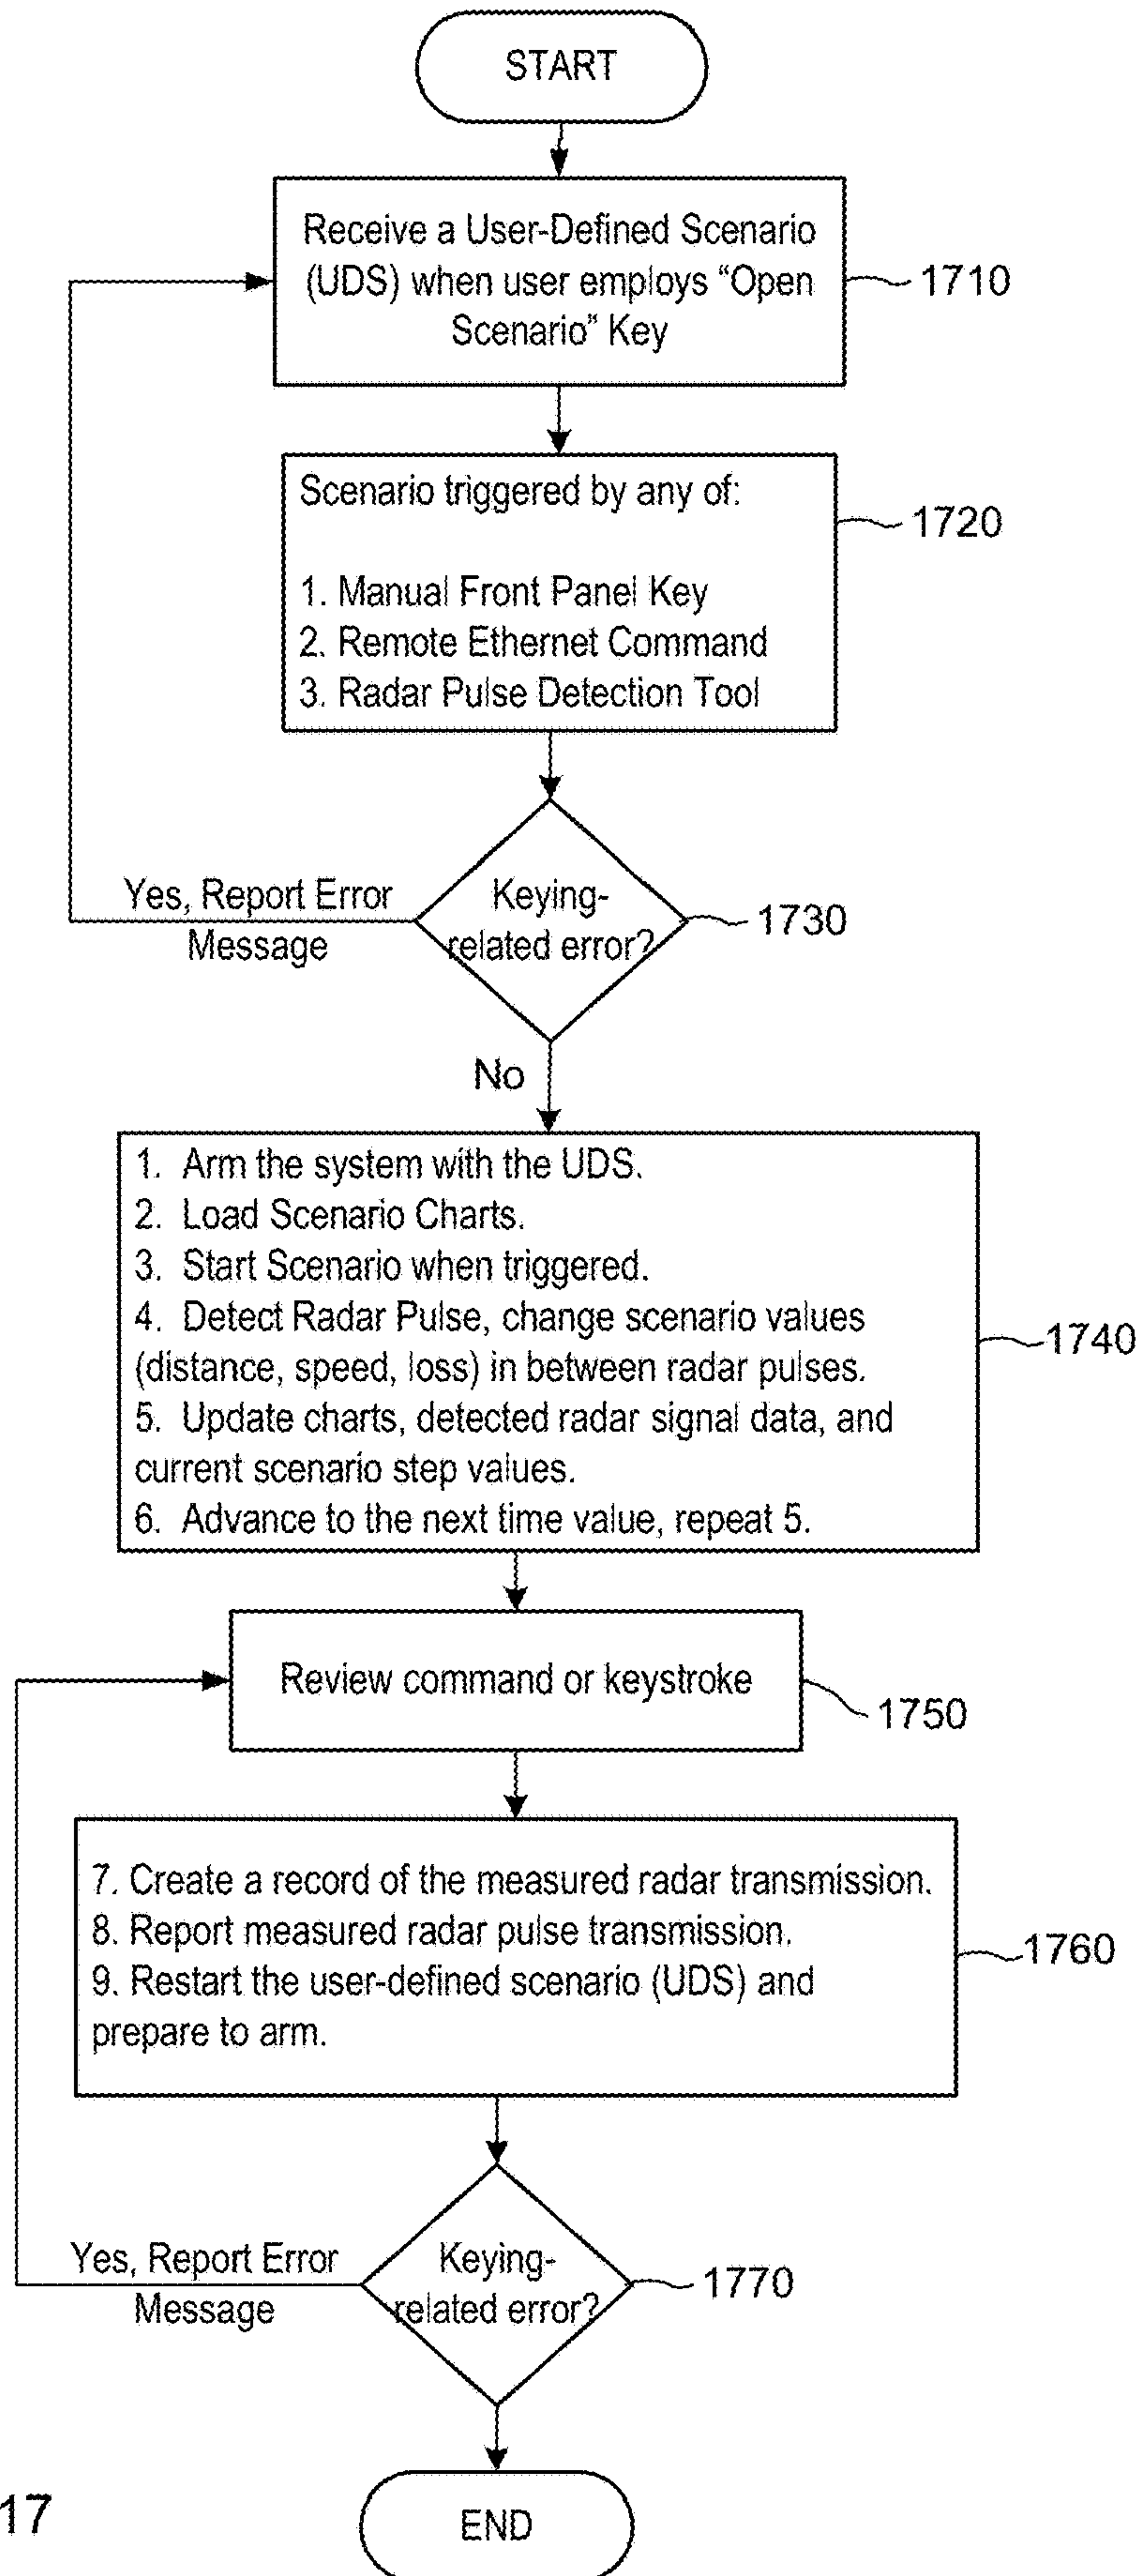 START
Receive a User-Defined Scenario
(UDS) when user employs “Open
Scenario” Key
1710
Scenario triggered by any of:
1. Manual Front Panel Key
2. Remote Ethernet Command
3. Radar Pulse Detection Tool
1720
Yes, Report Error
Message
Keying-
related error?
1730
No
1. Arm the system with the UDS.
2. Load Scenario Charts.
3. Start Scenario when triggered.
4. Detect Radar Pulse, change scenario values
(distance, speed, loss) in between radar pulses.
5. Update charts, detected radar signal data, and
current scenario step values.
6. Advance to the next time value, repeat 5.
1740
Review command or keystroke
1750
7. Create a record of the measured radar transmission.
8. Report measured radar pulse transmission.
9. Restart the user-defined scenario (UDS) and
prepare to arm.
1760
Yes, Report Error
Message
Keying-
related error?
1770
END
17